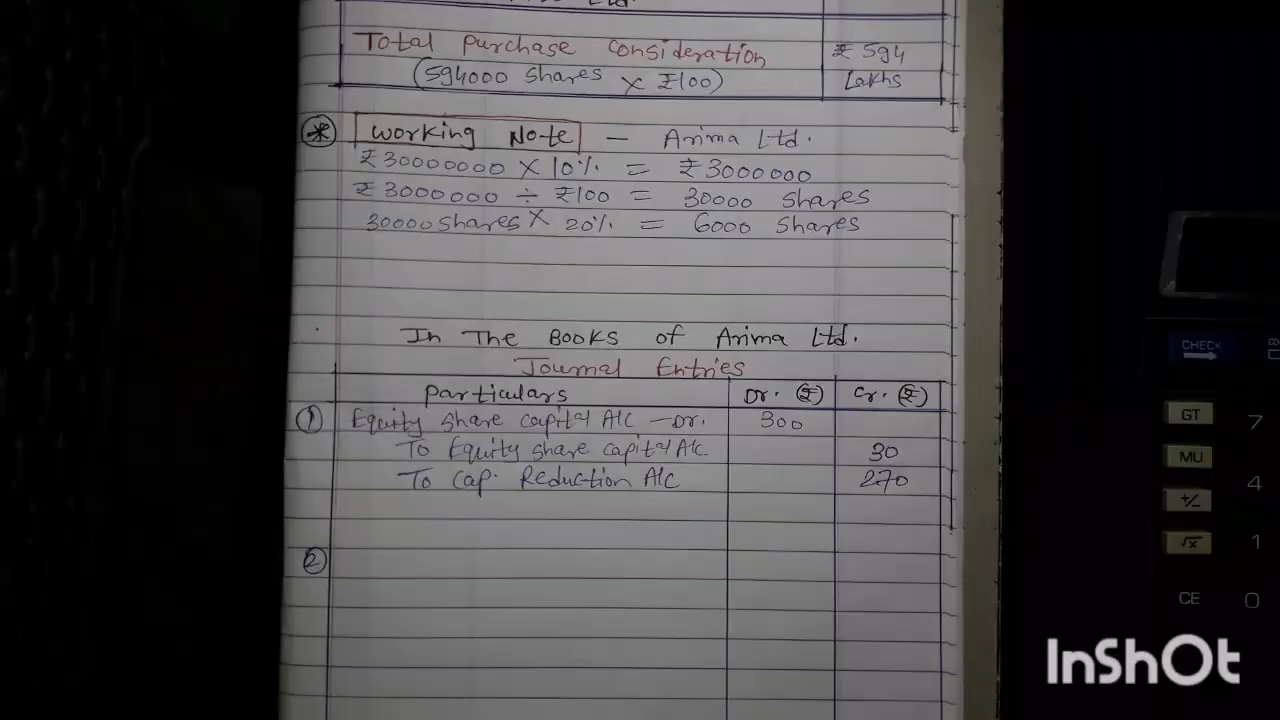 Total Purchase Consideration ₹ 594
(594000 Shares × ₹100) Lakhs
* Working Note - Arima Ltd.
₹30000000 × 10% = ₹3000000
₹3000000 ÷ ₹100 = 30000 Shares
30000 Shares × 20% = 6000 Shares
In The Books of Arima Ltd.
Journal Entries
Particulars Dr. (₹) Cr. (₹)
1 Equity Share Capital A/c - Dr. 300
To Equity Share Capital A/c 30
To Cap. Reduction A/c 270
2
CHECK
GT 7
MU 4
+/-
√x 1
CE 0
InShOt